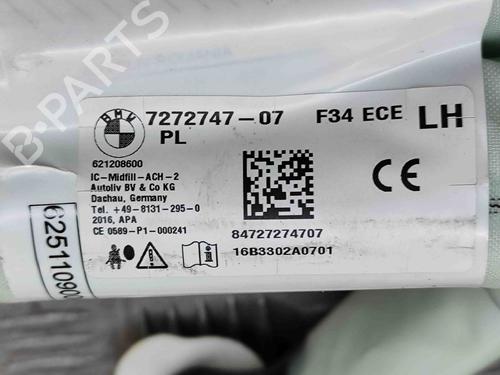 B-PARTS
BMW
7272747-07 F34 ECE LH
PL
621208600
IC-Midfill-ACH-2
Autoliv BV & Co KG
Dachau, Germany
Tel. +49-8131-295-0
2016, APA
CE 0589-P1-000241
CE
84727274707
16B3302A0701
62511090